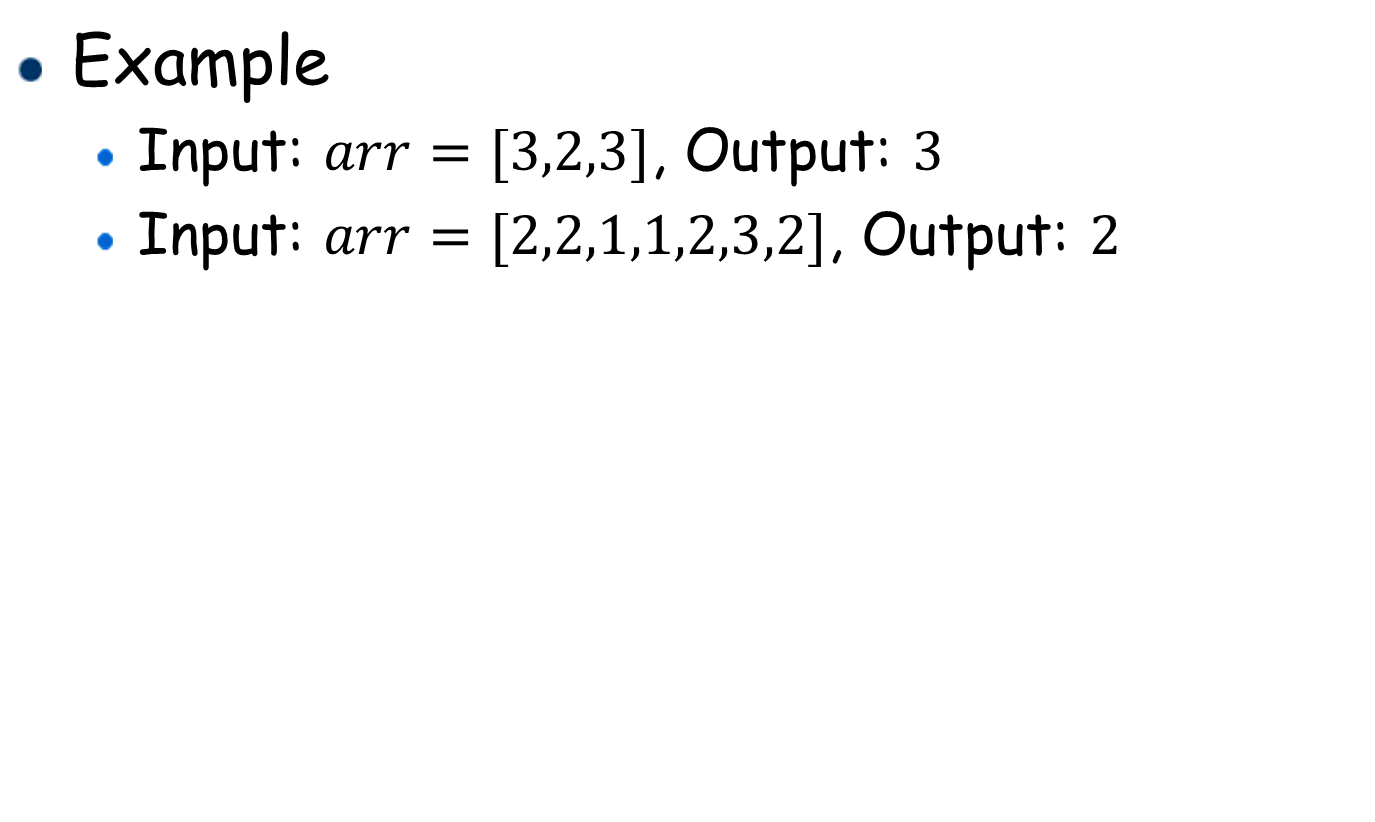 Example
Input: arr = [3,2,3], Output: 3
Input: arr = [2,2,1,1,2,3,2], Output: 2